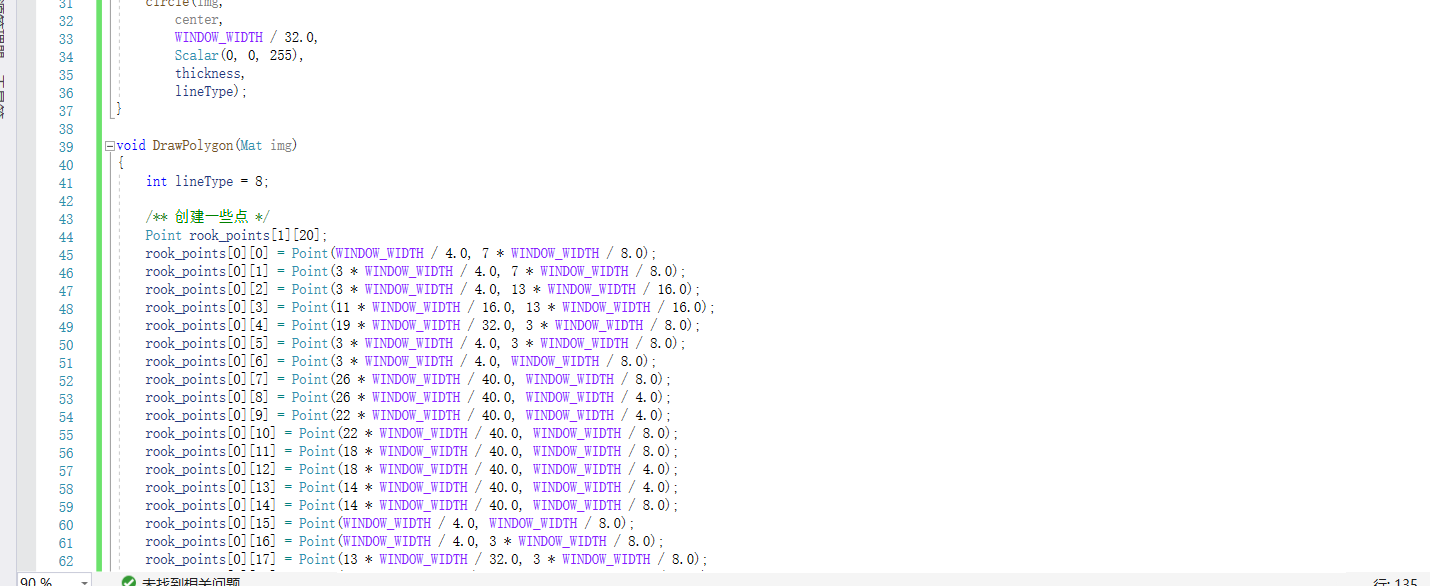 31 circle(img,
32 center,
33 WINDOW_WIDTH / 32.0,
34 Scalar(0, 0, 255),
35 thickness,
36 lineType);
37 }
38
39 void DrawPolygon(Mat img)
40 {
41 int lineType = 8;
42
43 /** 创建一些点 */
44 Point rook_points[1][20];
45 rook_points[0][0] = Point(WINDOW_WIDTH / 4.0, 7 * WINDOW_WIDTH / 8.0);
46 rook_points[0][1] = Point(3 * WINDOW_WIDTH / 4.0, 7 * WINDOW_WIDTH / 8.0);
47 rook_points[0][2] = Point(3 * WINDOW_WIDTH / 4.0, 13 * WINDOW_WIDTH / 16.0);
48 rook_points[0][3] = Point(11 * WINDOW_WIDTH / 16.0, 13 * WINDOW_WIDTH / 16.0);
49 rook_points[0][4] = Point(19 * WINDOW_WIDTH / 32.0, 3 * WINDOW_WIDTH / 8.0);
50 rook_points[0][5] = Point(3 * WINDOW_WIDTH / 4.0, 3 * WINDOW_WIDTH / 8.0);
51 rook_points[0][6] = Point(3 * WINDOW_WIDTH / 4.0, WINDOW_WIDTH / 8.0);
52 rook_points[0][7] = Point(26 * WINDOW_WIDTH / 40.0, WINDOW_WIDTH / 8.0);
53 rook_points[0][8] = Point(26 * WINDOW_WIDTH / 40.0, WINDOW_WIDTH / 4.0);
54 rook_points[0][9] = Point(22 * WINDOW_WIDTH / 40.0, WINDOW_WIDTH / 4.0);
55 rook_points[0][10] = Point(22 * WINDOW_WIDTH / 40.0, WINDOW_WIDTH / 8.0);
56 rook_points[0][11] = Point(18 * WINDOW_WIDTH / 40.0, WINDOW_WIDTH / 8.0);
57 rook_points[0][12] = Point(18 * WINDOW_WIDTH / 40.0, WINDOW_WIDTH / 4.0);
58 rook_points[0][13] = Point(14 * WINDOW_WIDTH / 40.0, WINDOW_WIDTH / 4.0);
59 rook_points[0][14] = Point(14 * WINDOW_WIDTH / 40.0, WINDOW_WIDTH / 8.0);
60 rook_points[0][15] = Point(WINDOW_WIDTH / 4.0, WINDOW_WIDTH / 8.0);
61 rook_points[0][16] = Point(WINDOW_WIDTH / 4.0, 3 * WINDOW_WIDTH / 8.0);
62 rook_points[0][17] = Point(13 * WINDOW_WIDTH / 32.0, 3 * WINDOW_WIDTH / 8.0);
90 % 未找到相关问题 行: 135